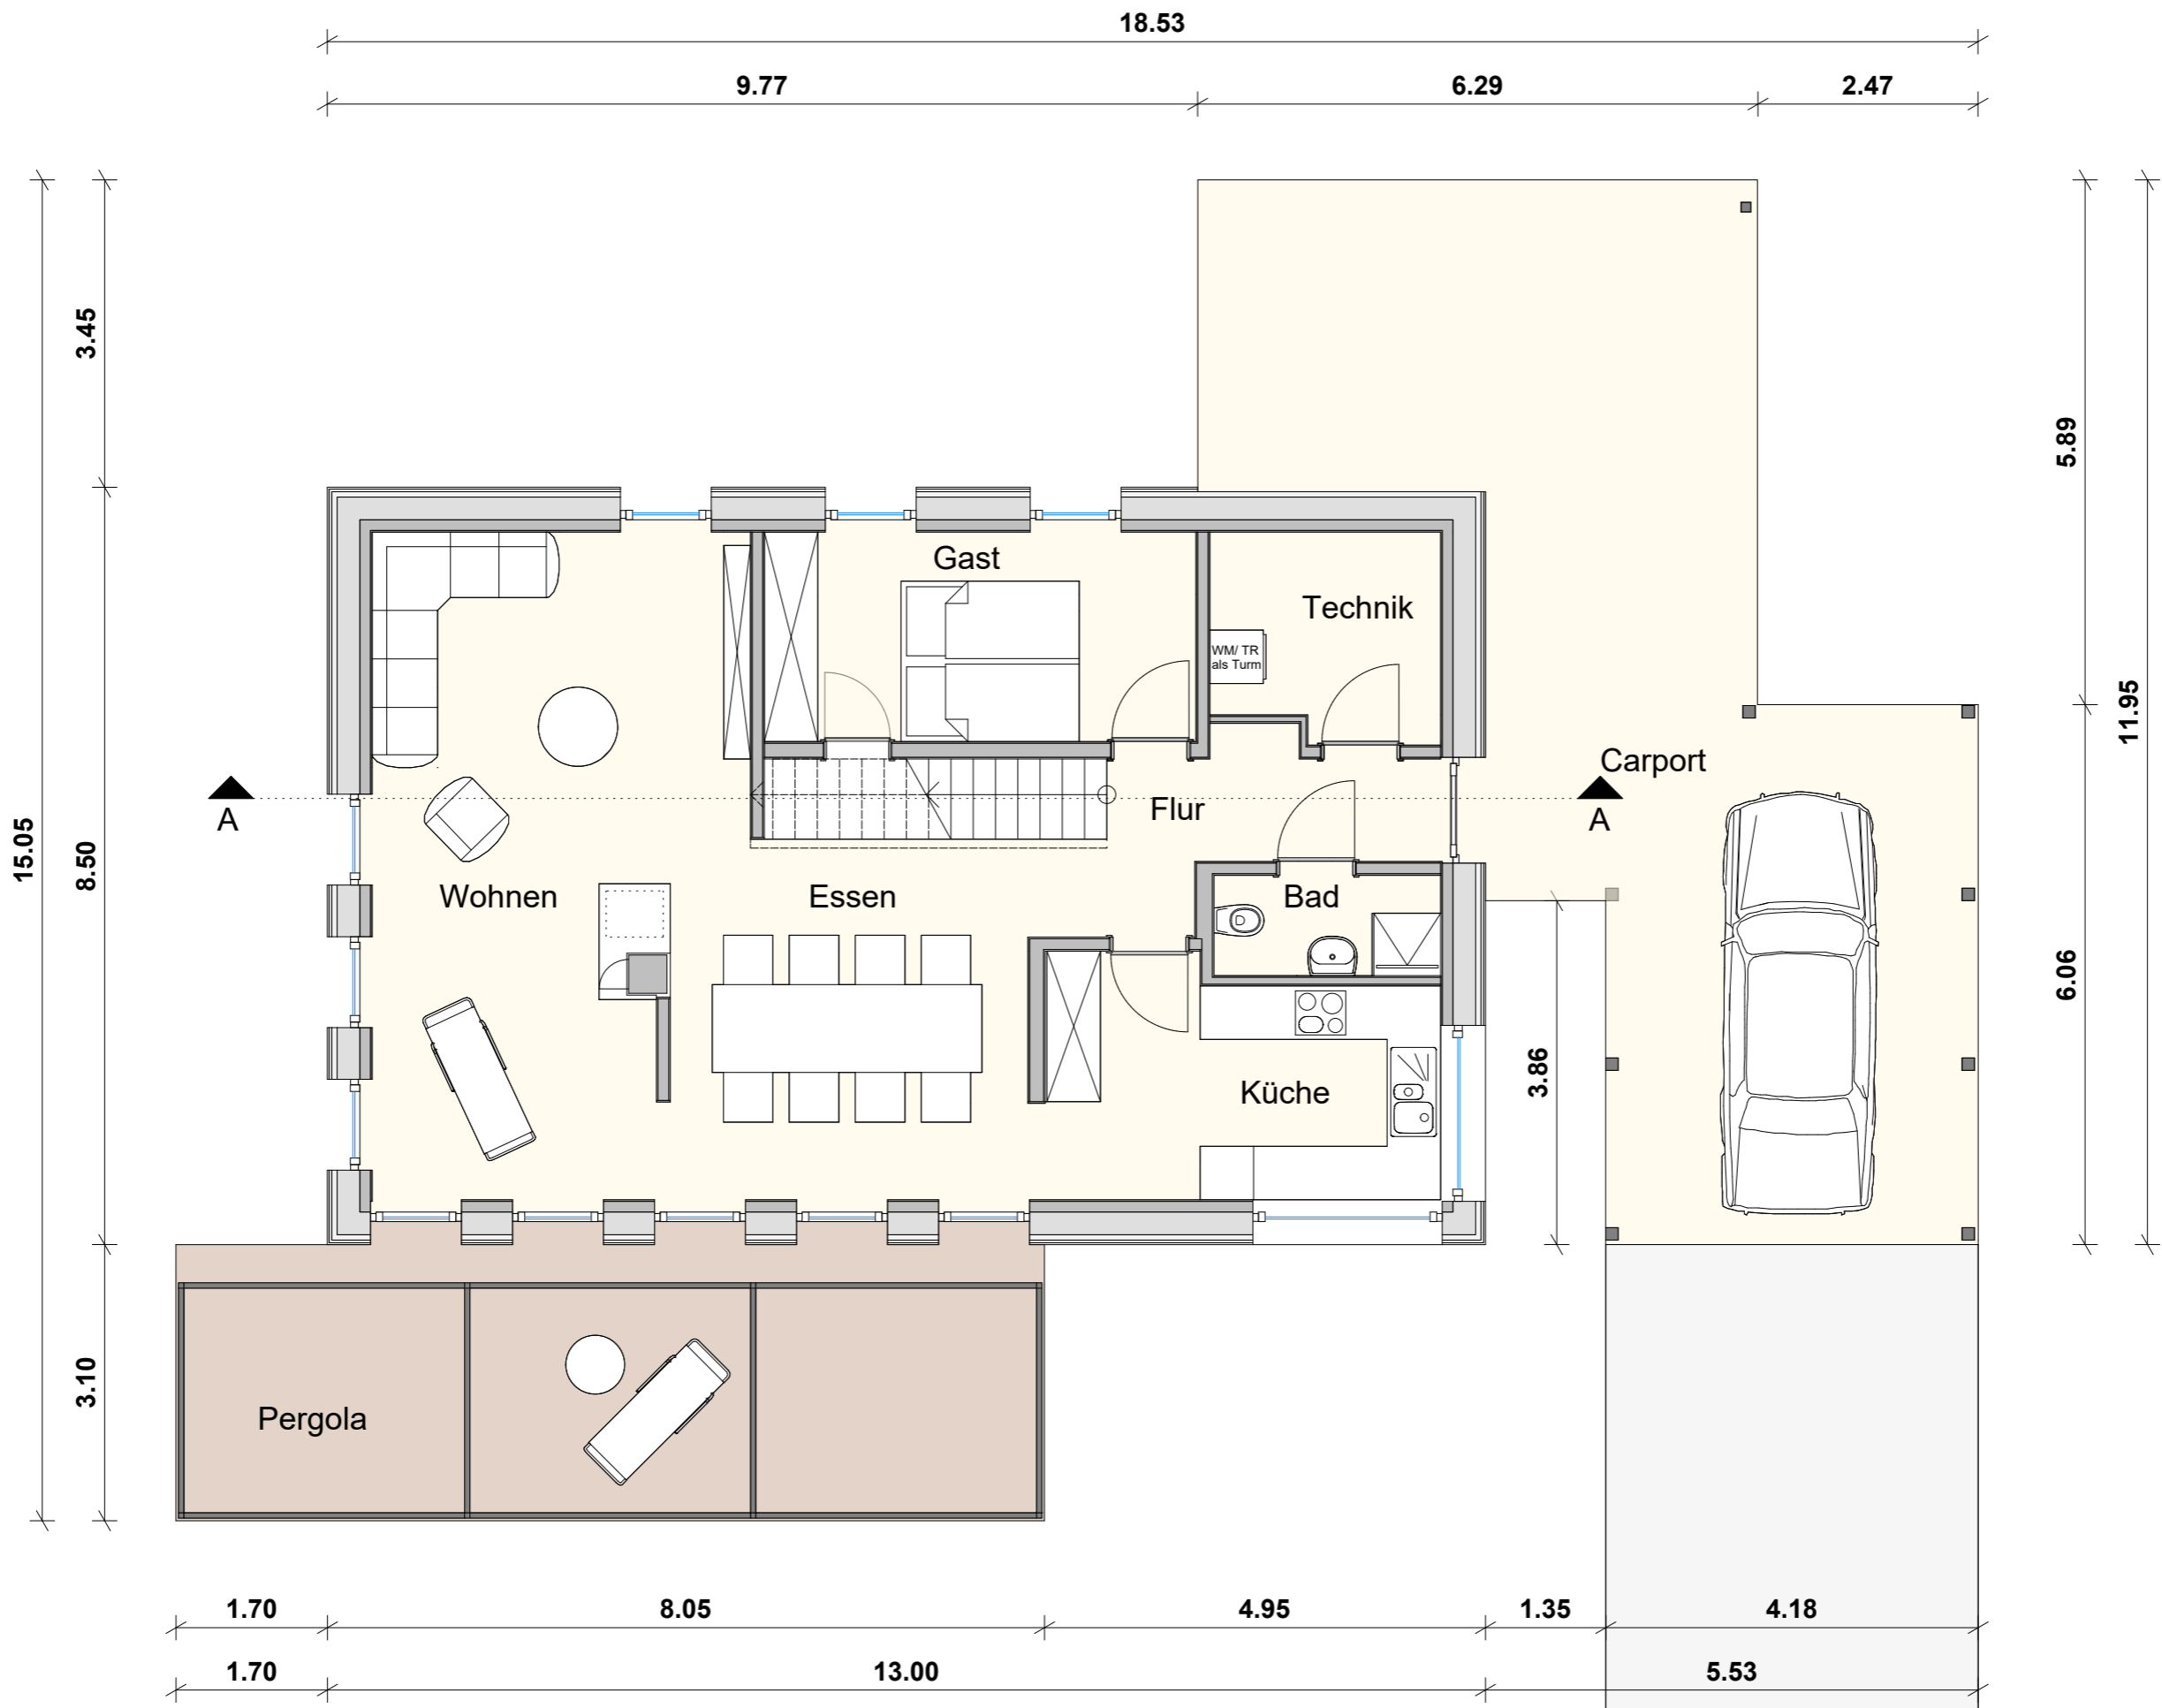 18.53
9.77
6.29
2.47
3.45
5.89
Gast
Technik
WM/ TR
als Turm
11.95
Carport
A
A
Flur
15.05
8.50
Wohnen
Essen
Bad
6.06
3.86
Küche
3.10
Pergola
1.70
8.05
4.95
1.35
4.18
1.70
13.00
5.53